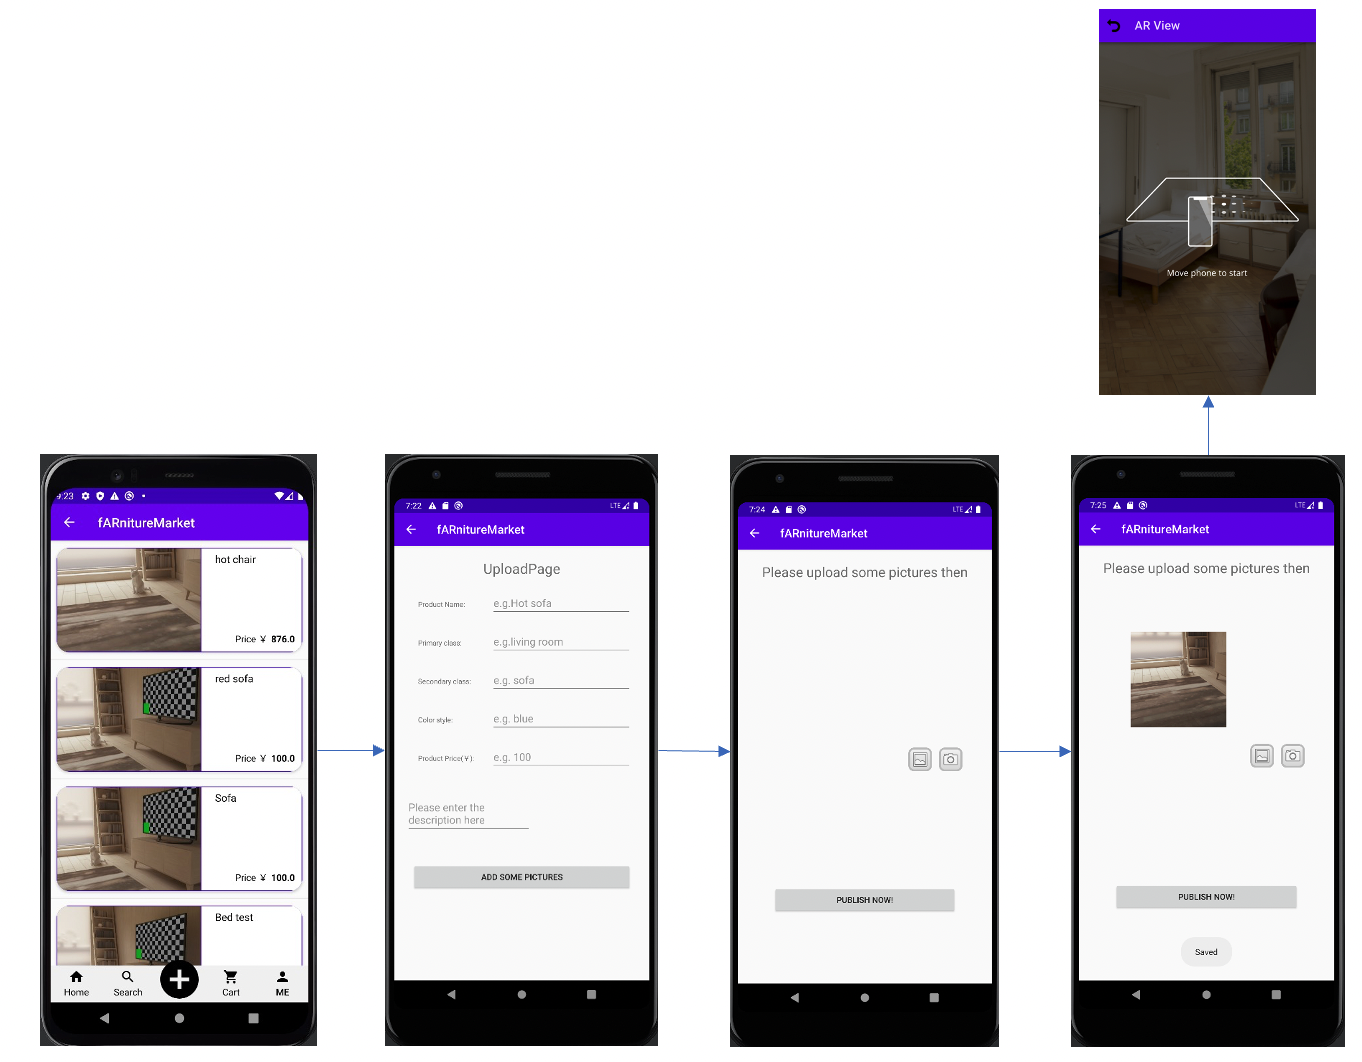 AR View
Move phone to start
9:23
fARnitureMarket
hot chair
Price ¥ 876.0
red sofa
Price ¥ 100.0
Sofa
Price ¥ 100.0
Bed test
Home
Search
Cart
ME
7:22
LTE
fARnitureMarket
UploadPage
Product Name:
e.g.Hot sofa
Primary class:
e.g.living room
Secondary class:
e.g. sofa
Color style:
e.g. blue
Product Price(¥):
e.g. 100
Please enter the
description here
ADD SOME PICTURES
7:24
LTE
fARnitureMarket
Please upload some pictures then
PUBLISH NOW!
7:25
LTE
fARnitureMarket
Please upload some pictures then
PUBLISH NOW!
Saved